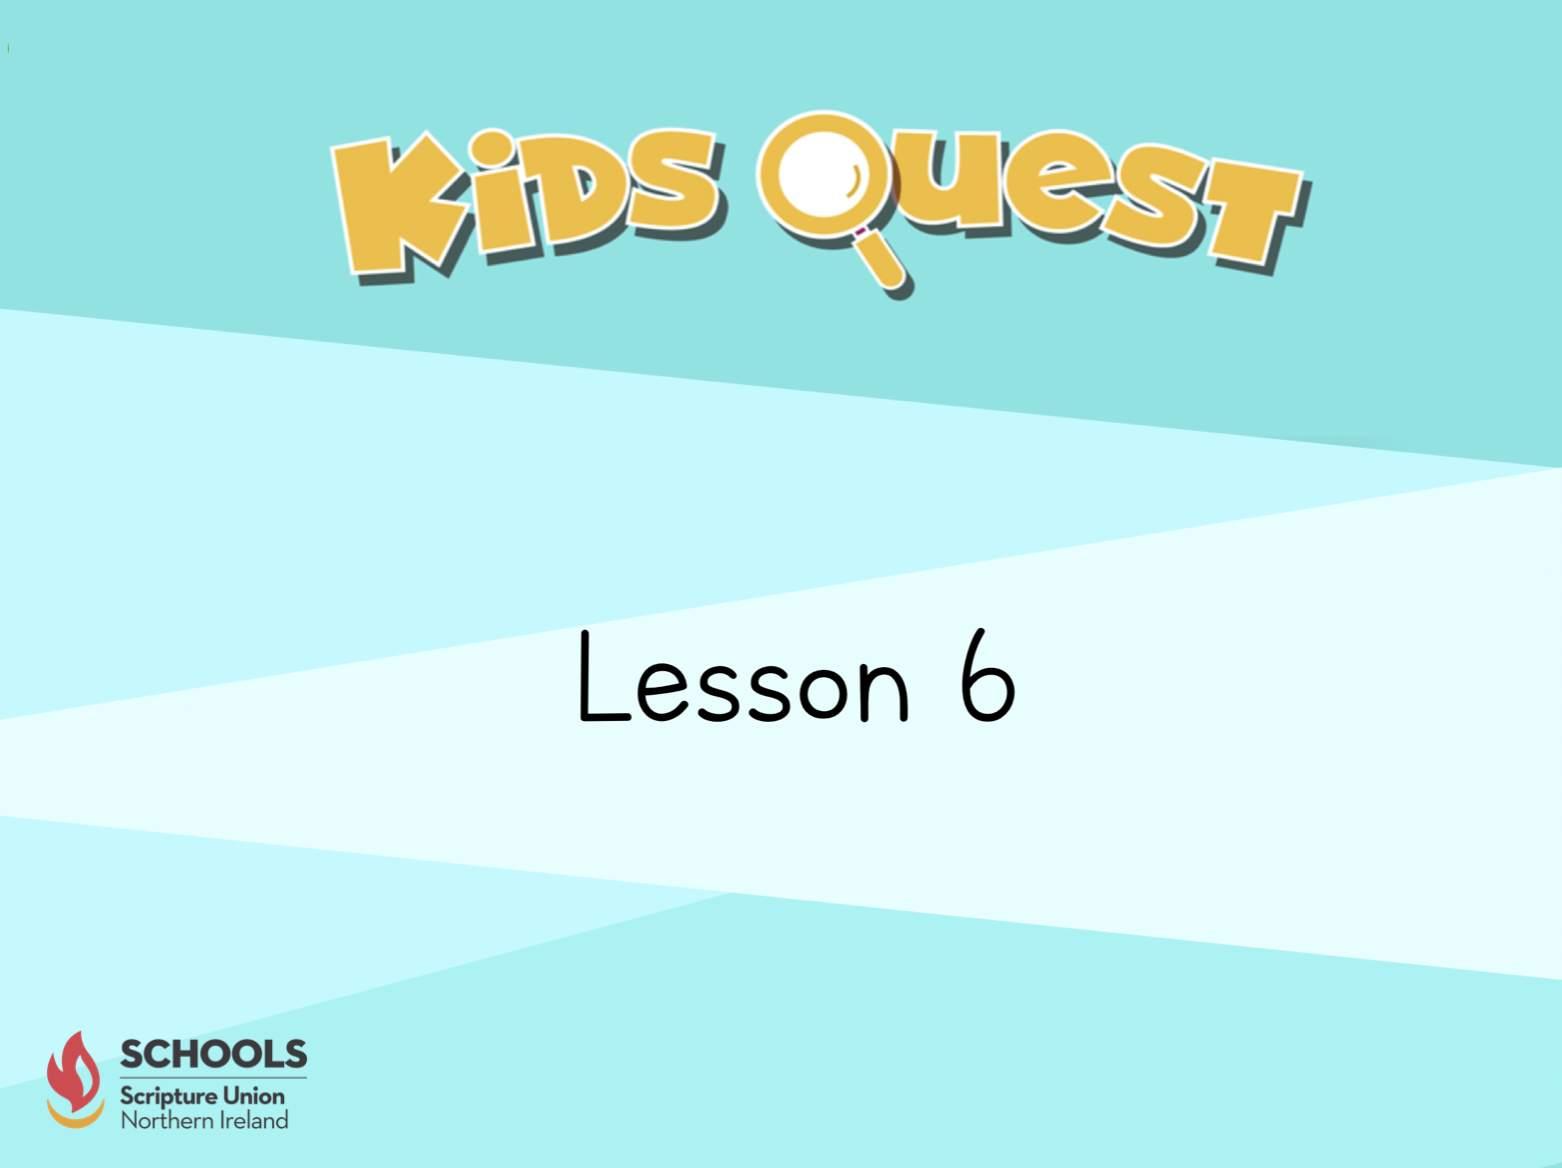 KiDS QUEST
Lesson 6
SCHOOLS
Scripture Union
Northern Ireland